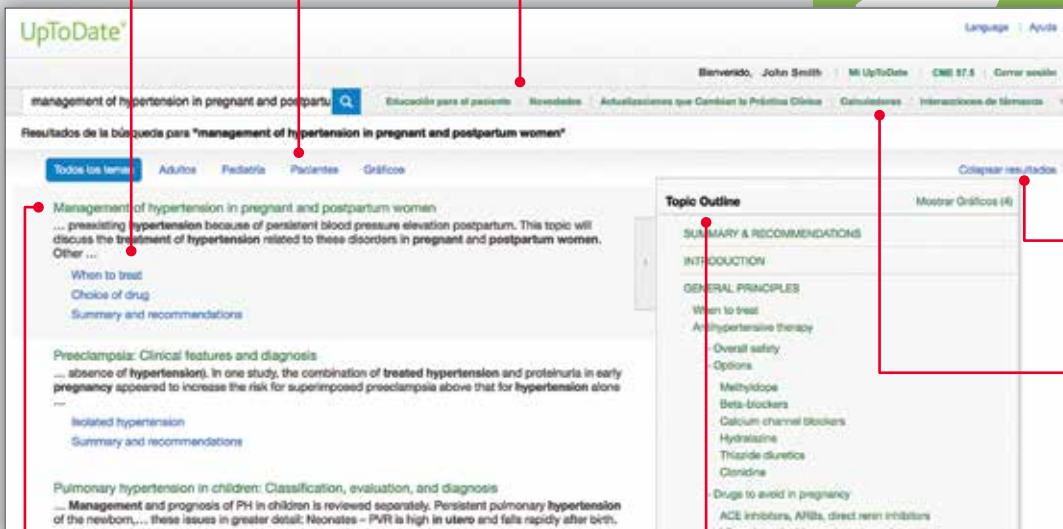 UpToDate®
Language | Ayuda
Bienvenido, John Smith | Mi UpToDate | CME 57.5 | Cerrar sesión
management of hypertension in pregnant and postpartu
Educación para el paciente | Novedades | Actualizaciones que Cambian la Práctica Clínica | Calculadores | Interacciones de fármacos
Resultados de la búsqueda para "management of hypertension in pregnant and postpartum women"
Todos los temas Adultos Pediatría Pacientes Gráficos
Colapsar resultados
Management of hypertension in pregnant and postpartum women
... preexisting hypertension because of persistent blood pressure elevation postpartum. This topic will
discuss the treatment of hypertension related to these disorders in pregnant and postpartum women.
Other ...
When to treat
Choice of drug
Summary and recommendations
Preeclampsia: Clinical features and diagnosis
... absence of hypertension). In one study, the combination of treated hypertension and proteinuria in early
pregnancy appeared to increase the risk for superimposed preeclampsia above that for hypertension alone
...
Isolated hypertension
Summary and recommendations
Pulmonary hypertension in children: Classification, evaluation, and diagnosis
... Management and prognosis of PH in children is reviewed separately. Persistent pulmonary hypertension
of the newborn,... these issues in greater detail: Neonates – PVR is high in utero and falls rapidly after birth.
Topic Outline
Mostrar Gráficos (4)
SUMMARY & RECOMMENDATIONS
INTRODUCTION
GENERAL PRINCIPLES
When to treat
Antihypertensive therapy
- Overall safety
- Options
Methyldopa
Beta-blockers
Calcium channel blockers
Hydralazine
Thiazide diuretics
Clonidine
- Drugs to avoid in pregnancy
ACE inhibitors, ARBs, direct renin inhibitors